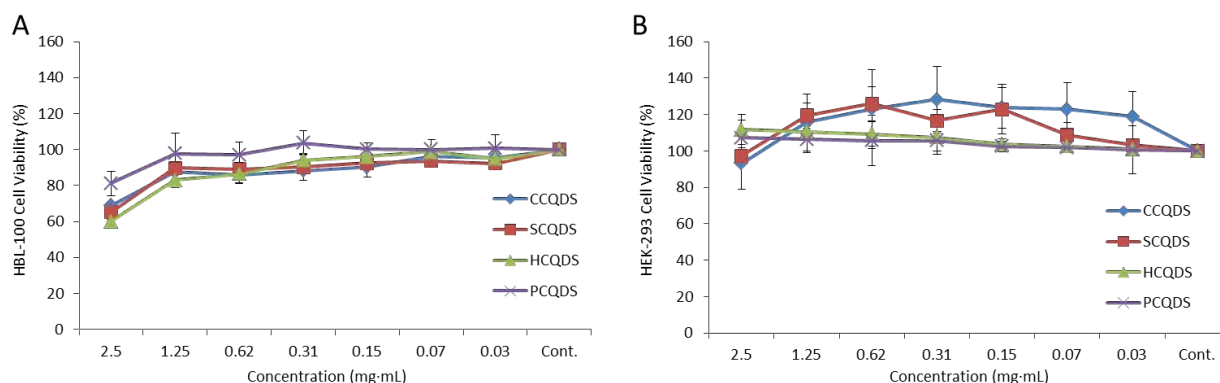 A
160
140
120
100
80
60
40
20
0
HBL-100 Cell Viability (%)
2.5 1.25 0.62 0.31 0.15 0.07 0.03 Cont.
Concentration (mg·mL)
CCQDS
SCQDS
HCQDS
PCQDS
B
160
140
120
100
80
60
40
20
0
HEK-293 Cell Viability (%)
2.5 1.25 0.62 0.31 0.15 0.07 0.03 Cont.
Concentration (mg·mL)
CCQDS
SCQDS
HCQDS
PCQDS